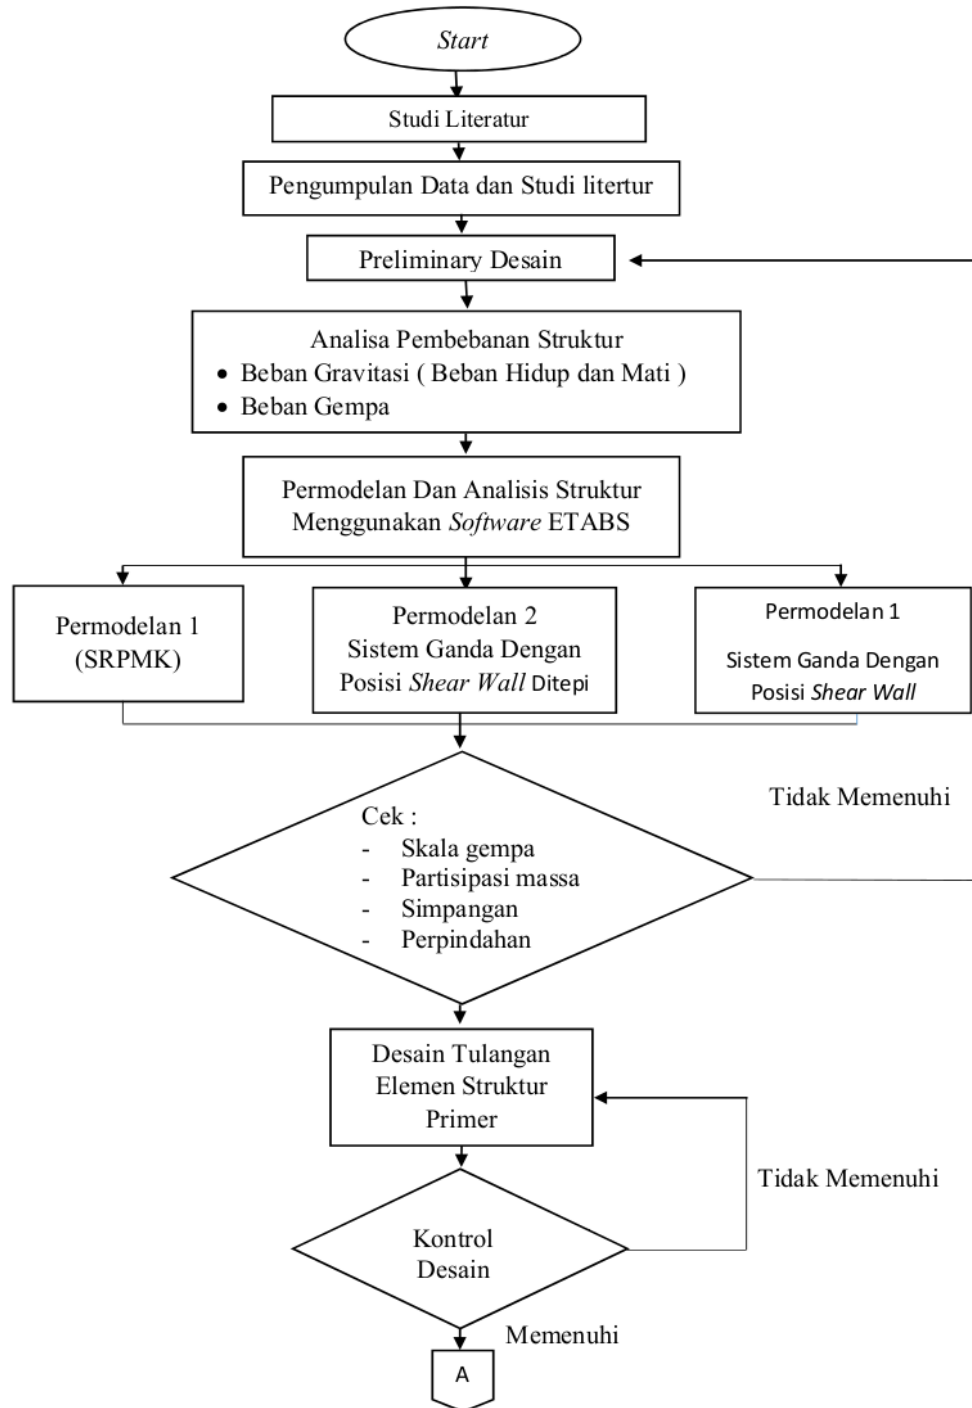 Start
Studi Literatur
Pengumpulan Data dan Studi litertur
Preliminary Desain
Analisa Pembebanan Struktur
• Beban Gravitasi ( Beban Hidup dan Mati )
• Beban Gempa
Permodelan Dan Analisis Struktur
Menggunakan Software ETABS
Permodelan 1
(SRPMK)
Permodelan 2
Sistem Ganda Dengan
Posisi Shear Wall Ditepi
Permodelan 1
Sistem Ganda Dengan
Posisi Shear Wall
Tidak Memenuhi
Cek :
- Skala gempa
- Partisipasi massa
- Simpangan
- Perpindahan
Desain Tulangan
Elemen Struktur
Primer
Tidak Memenuhi
Kontrol
Desain
Memenuhi
A